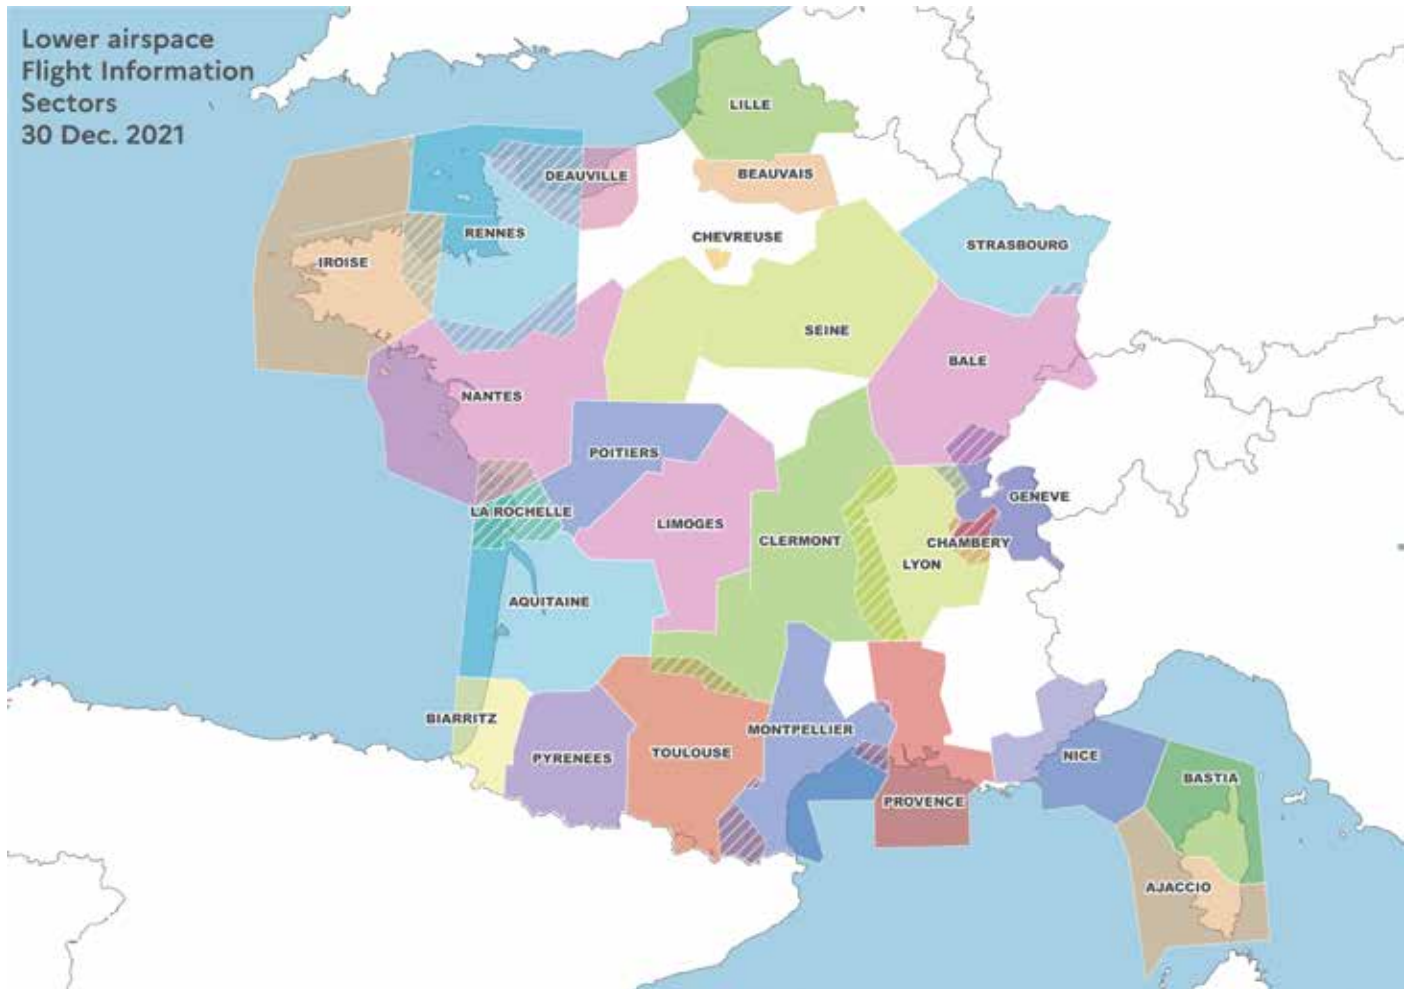 Lower airspace
Flight Information
Sectors
30 Dec. 2021
LILLE
BEAUVAIS
DEAUVILLE
CHEVREUSE
RENNES
STRASBOURG
IROISE
SEINE
BALE
NANTES
POITIERS
GENEVE
LA ROCHELLE
LIMOGES
CLERMONT
CHAMBERY
LYON
AQUITAINE
BIARRITZ
MONTPELLIER
TOULOUSE
PYRENEES
NICE
BASTIA
PROVENCE
AJACCIO